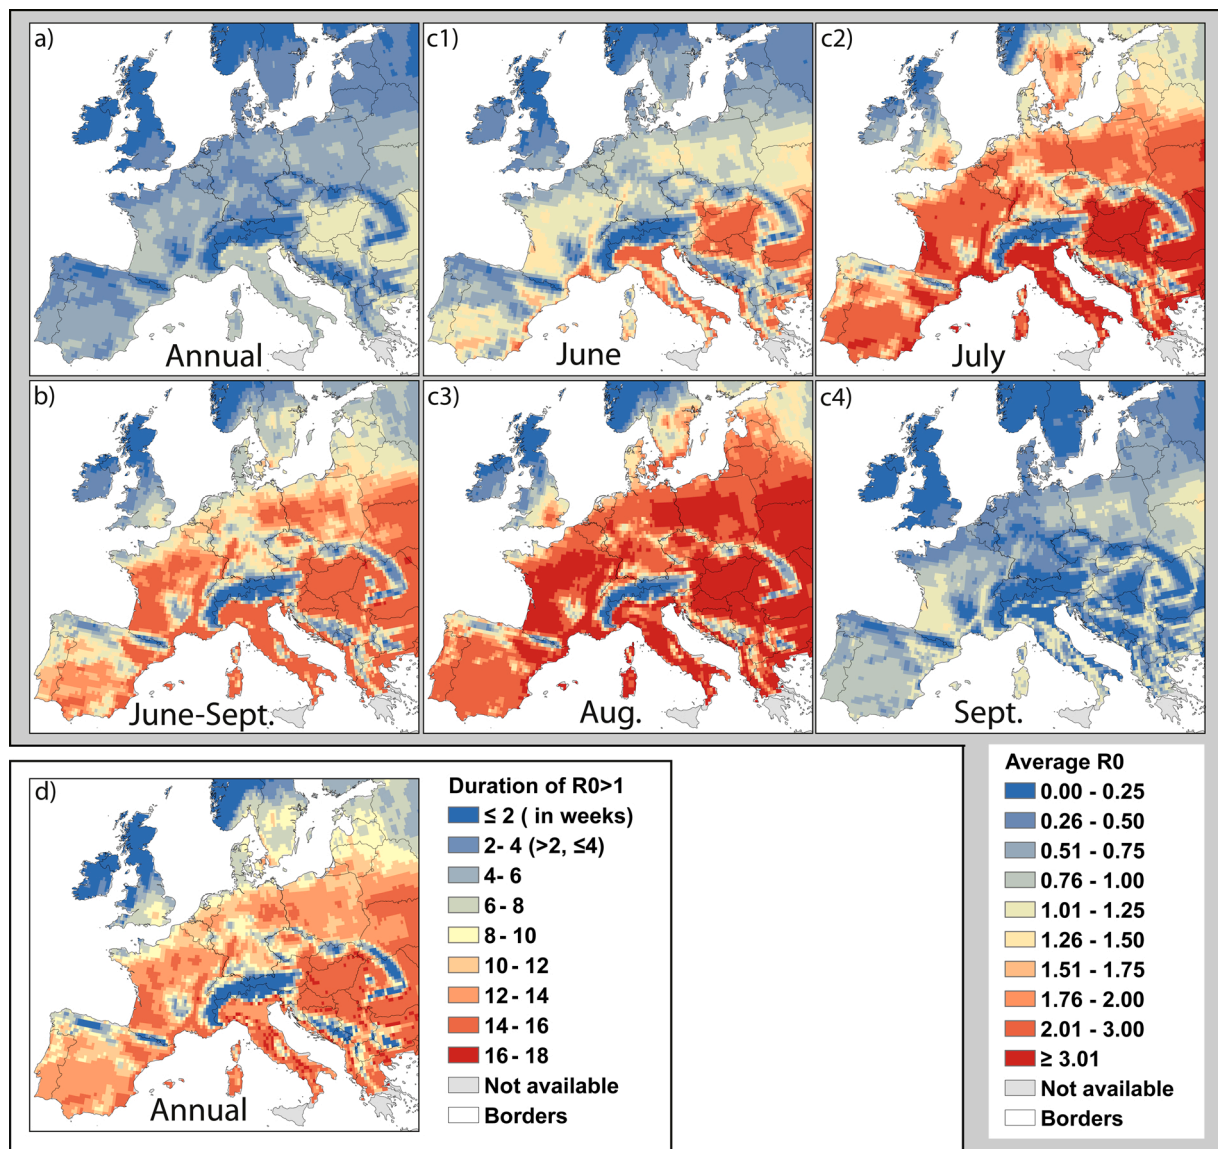 a)
Annual
c1)
June
c2)
July
b)
June-Sept.
c3)
Aug.
c4)
Sept.
d)
Annual
Duration of R0>1
≤ 2 ( in weeks)
2- 4 (>2, ≤4)
4- 6
6 - 8
8 - 10
10 - 12
12 - 14
14 - 16
16 - 18
Not available
Borders
Average R0
0.00 - 0.25
0.26 - 0.50
0.51 - 0.75
0.76 - 1.00
1.01 - 1.25
1.26 - 1.50
1.51 - 1.75
1.76 - 2.00
2.01 - 3.00
≥ 3.01
Not available
Borders